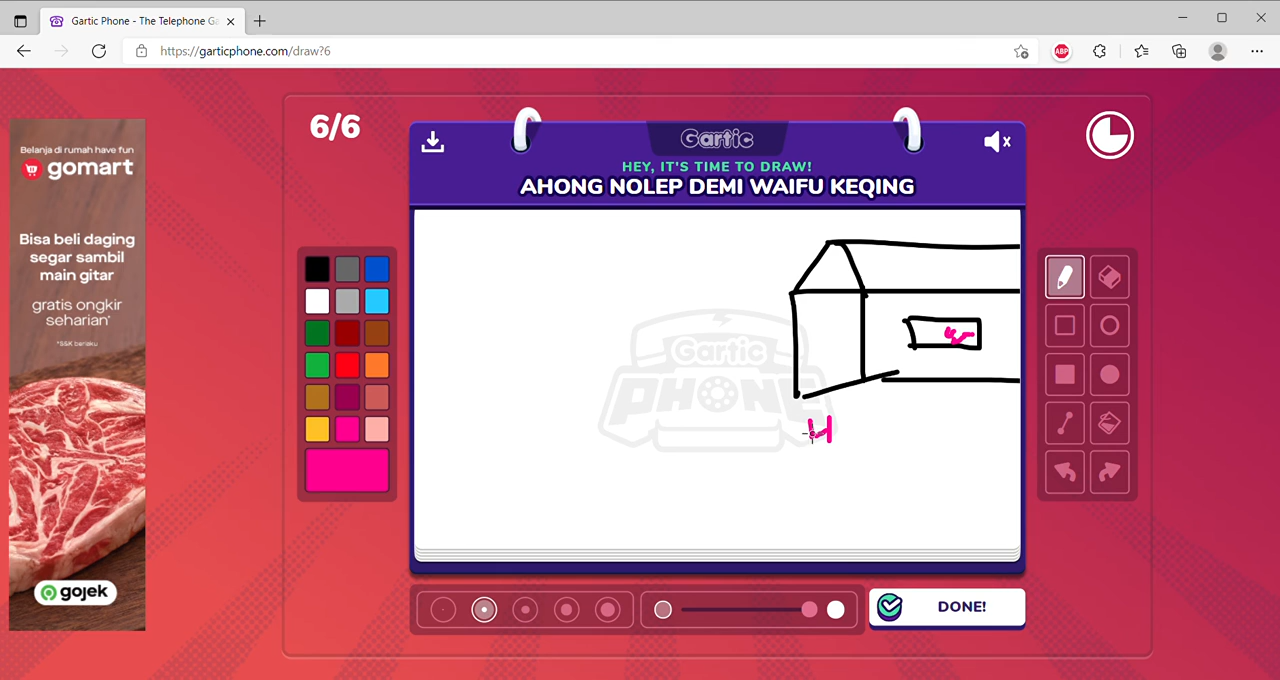 Gartic Phone - The Telephone Ga
https://garticphone.com/draw?6
ABP
6/6
Gartic
HEY, IT'S TIME TO DRAW!
AHONG NOLEP DEMI WAIFU KEQING
Belanja di rumah have fun
gomart
Bisa beli daging
segar sambil
main gitar
gratis ongkir
seharian*
*S&K berlaku
gojek
Gartic
PHONE
DONE!